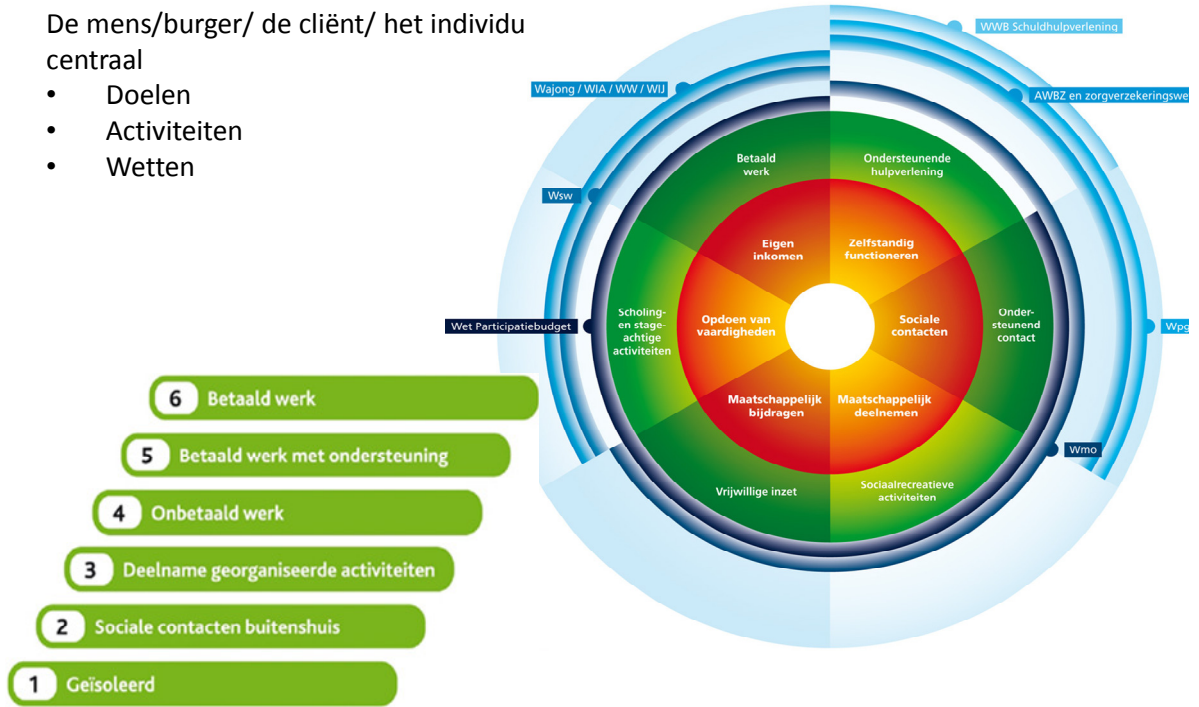 De mens/burger/ de cliënt/ het individu
centraal
• Doelen
• Activiteiten
• Wetten
WWB Schuldhulpverlening
Wajong / WIA / WW / WIJ
AWBZ en zorgverzekeringswe
Wsw
Wet Participatiebudget
Wpg
Wmo
Betaald
werk
Ondersteunende
hulpverlening
Scholing-
en stage-
achtige
activiteiten
Onder-
steunend
contact
Vrijwillige inzet
Sociaalrecreatieve
activiteiten
Eigen
inkomen
Zelfstandig
functioneren
Opdoen van
vaardigheden
Sociale
contacten
Maatschappelijk
bijdragen
Maatschappelijk
deelnemen
6 Betaald werk
5 Betaald werk met ondersteuning
4 Onbetaald werk
3 Deelname georganiseerde activiteiten
2 Sociale contacten buitenshuis
1 Geïsoleerd